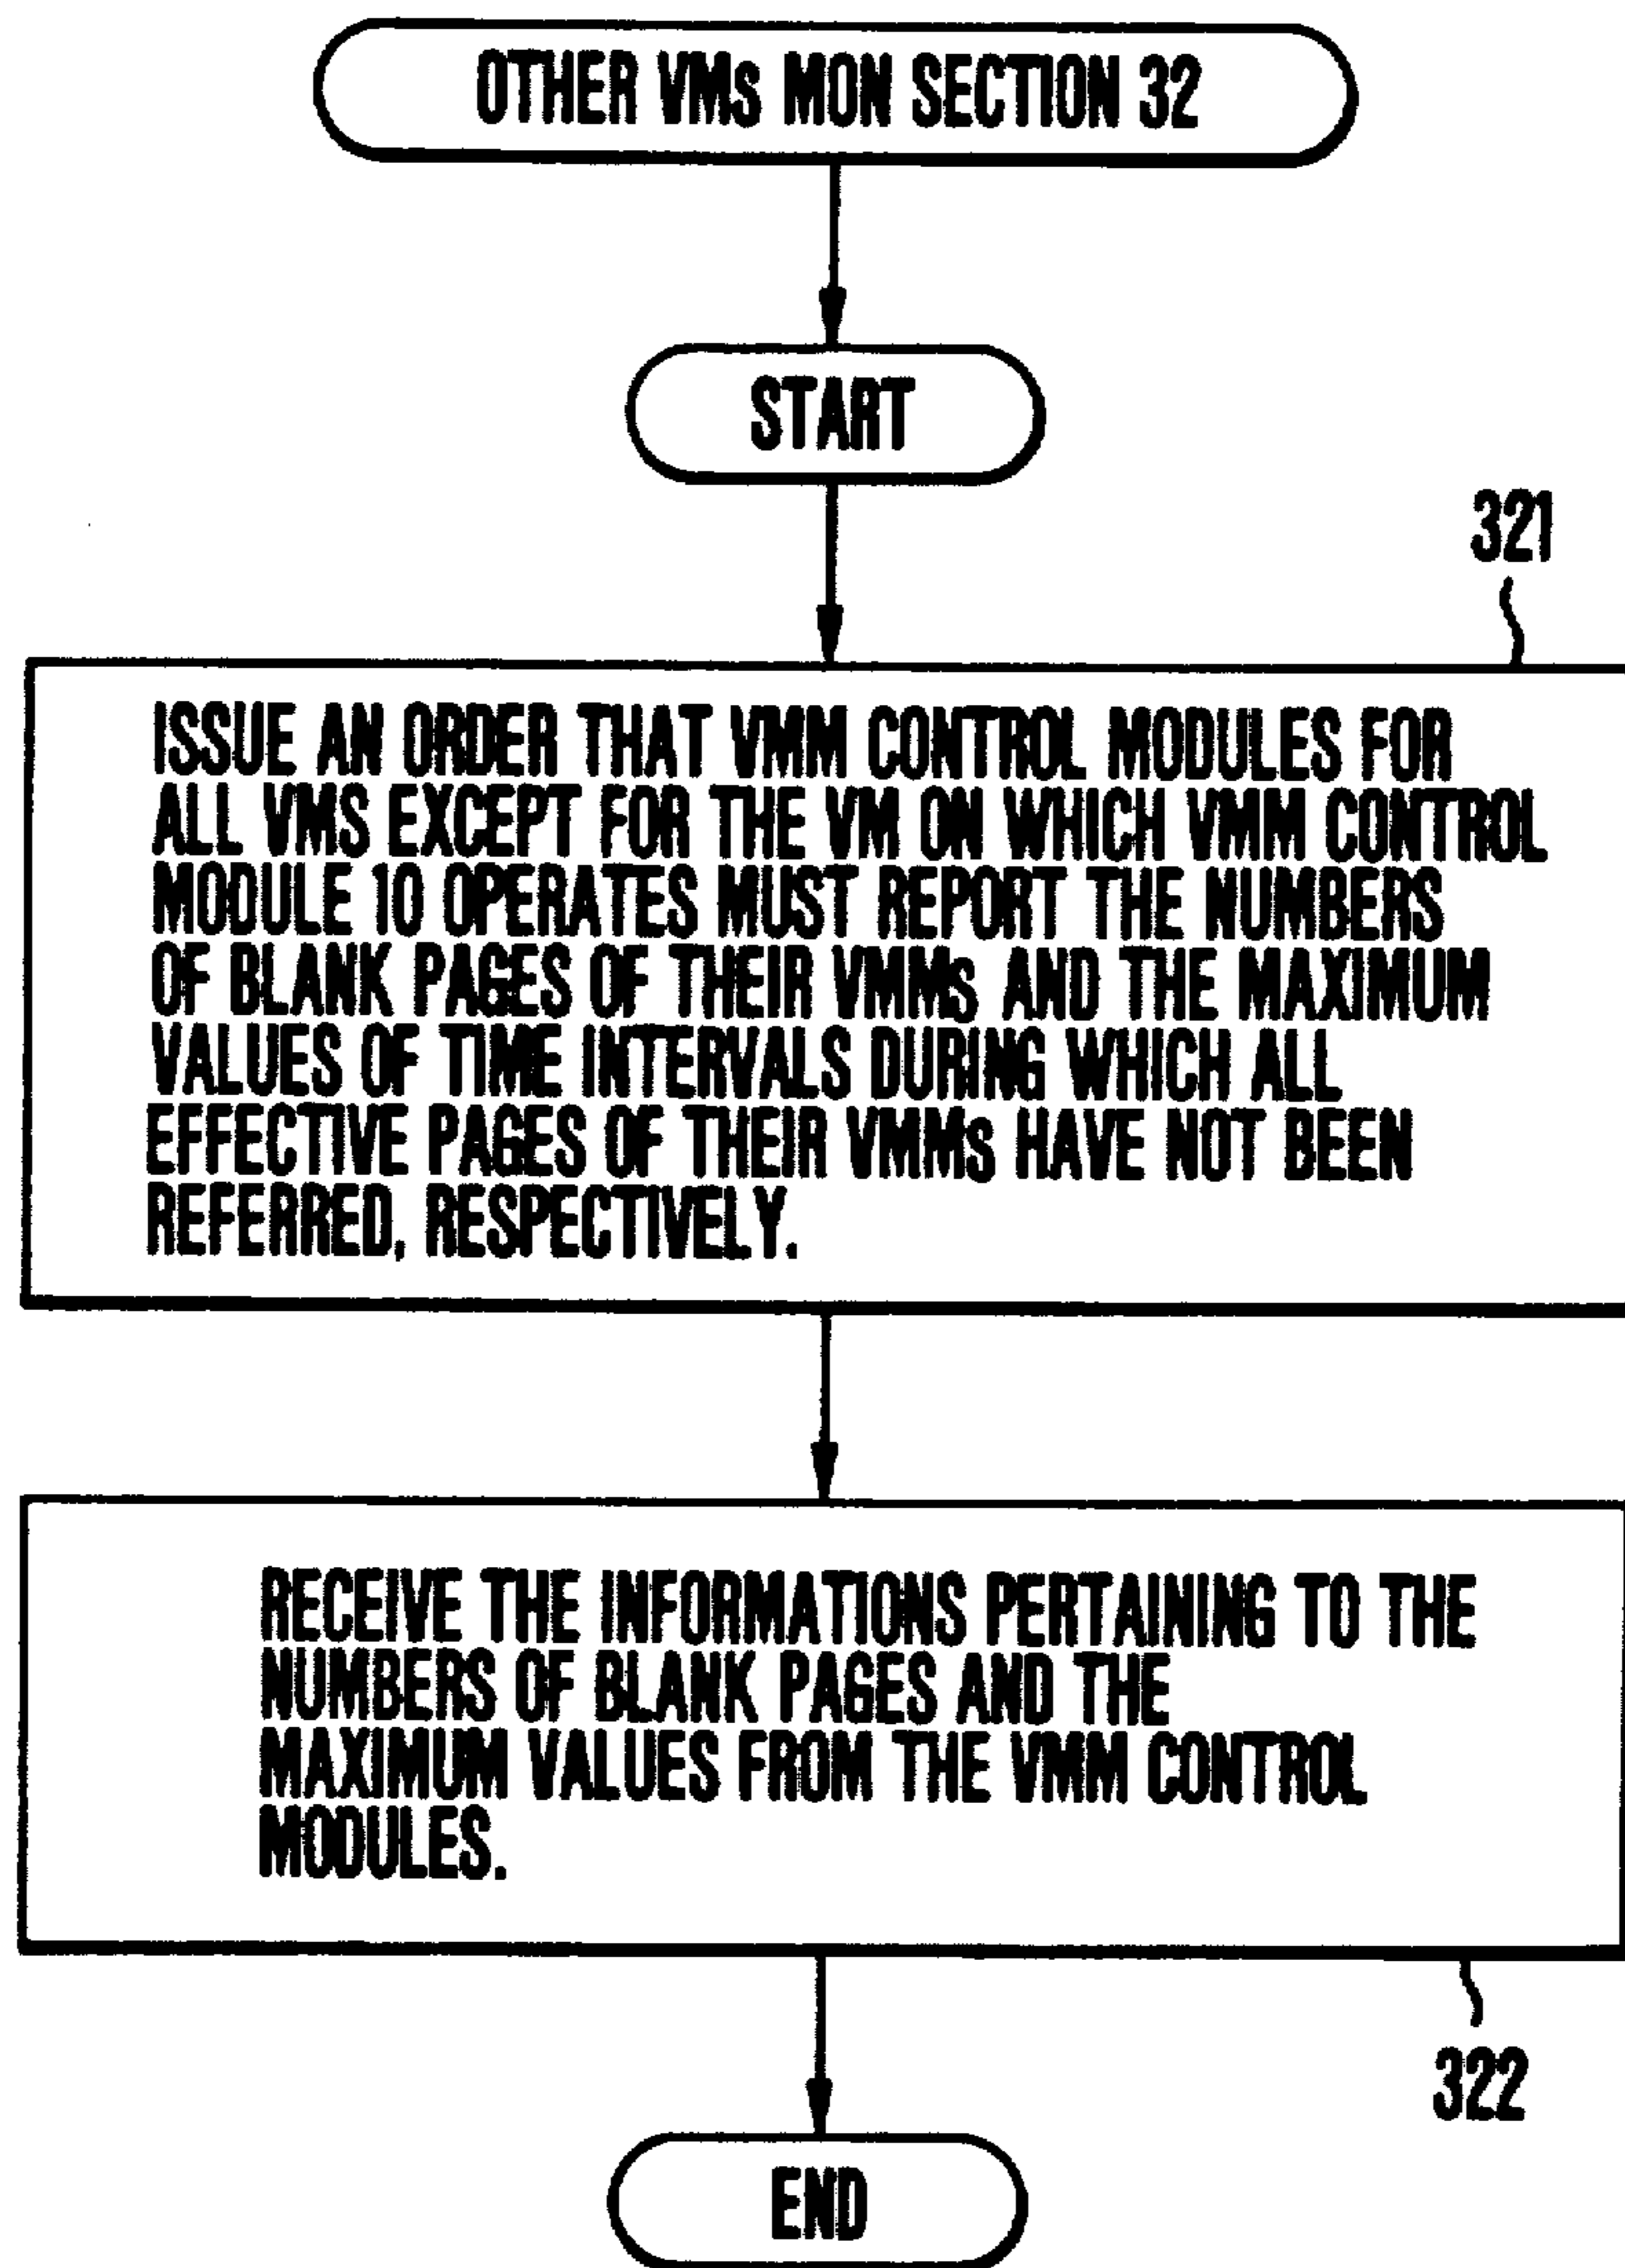 OTHER VMs MON SECTION 32
START
321
ISSUE AN ORDER THAT VMM CONTROL MODULES FOR
ALL VMS EXCEPT FOR THE VM ON WHICH VMM CONTROL
MODULE 10 OPERATES MUST REPORT THE NUMBERS
OF BLANK PAGES OF THEIR VMMs AND THE MAXIMUM
VALUES OF TIME INTERVALS DURING WHICH ALL
EFFECTIVE PAGES OF THEIR VMMs HAVE NOT BEEN
REFERRED, RESPECTIVELY.
RECEIVE THE INFORMATIONS PERTAINING TO THE
NUMBERS OF BLANK PAGES AND THE
MAXIMUM VALUES FROM THE VMM CONTROL
MODULES.
322
END